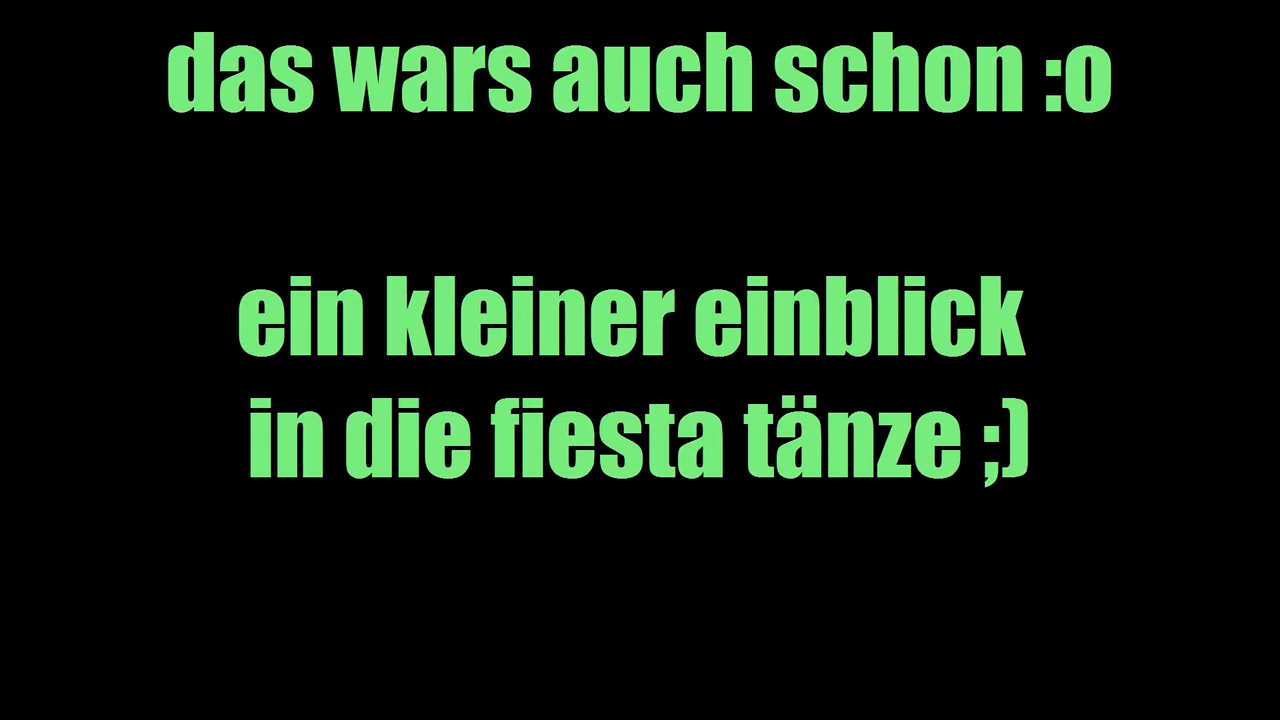 das wars auch schon :o
ein kleiner einblick
in die fiesta tänze ;)